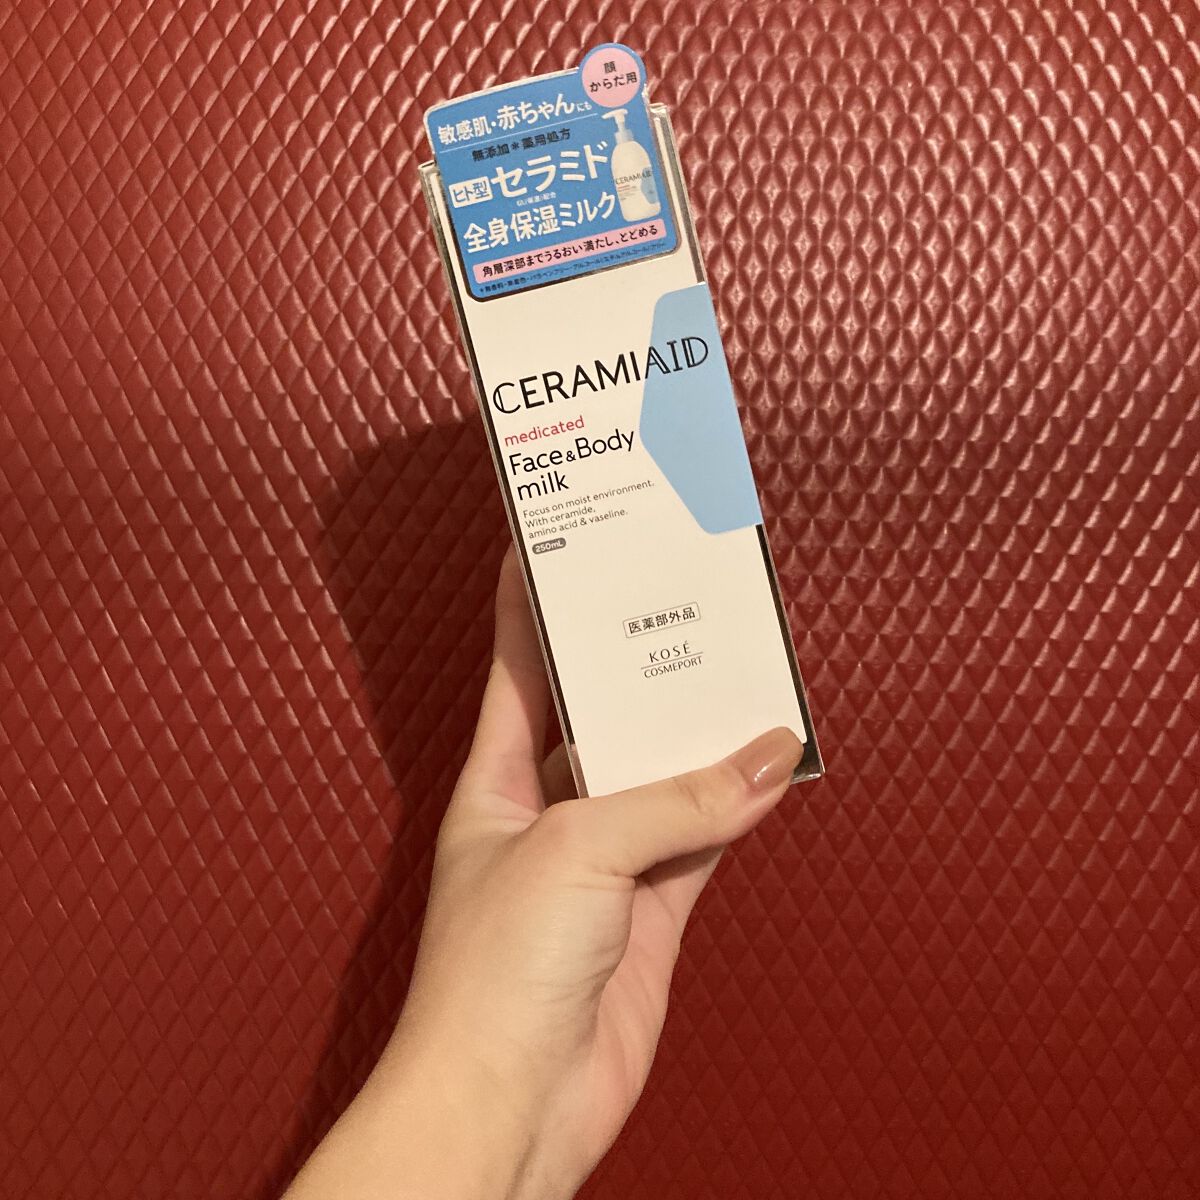 顔
からだ用
敏感肌・赤ちゃんにも
無添加＊薬用処方
ヒト型セラミド
全身保湿ミルク
角層深部までうるおい満たし、とどめる
CERAMIAID
CERAMIAID
medicated
Face & Body
milk
Focus on moist environment.
With ceramide,
amino acid & vaseline.
250mL
医薬部外品
KOSÉ
COSMEPORT